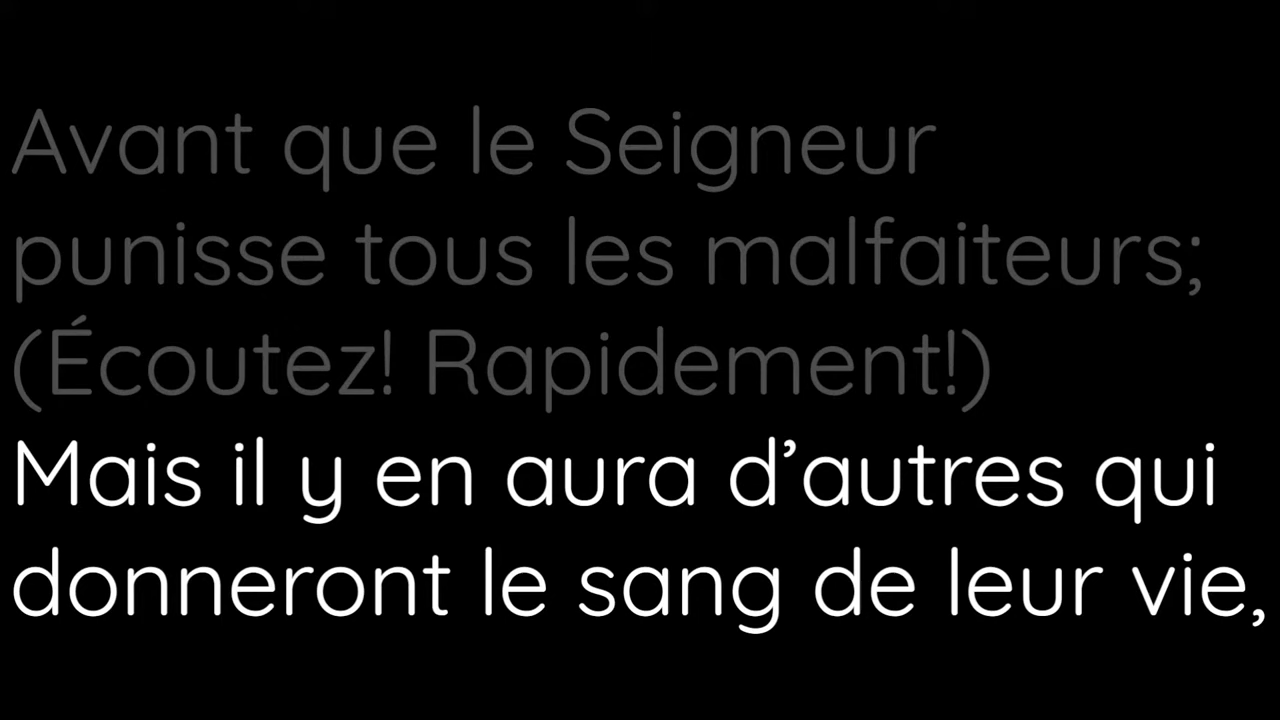 Avant que le Seigneur
punisse tous les malfaiteurs;
(Écoutez! Rapidement!)
Mais il y en aura d’autres qui
donneront le sang de leur vie,